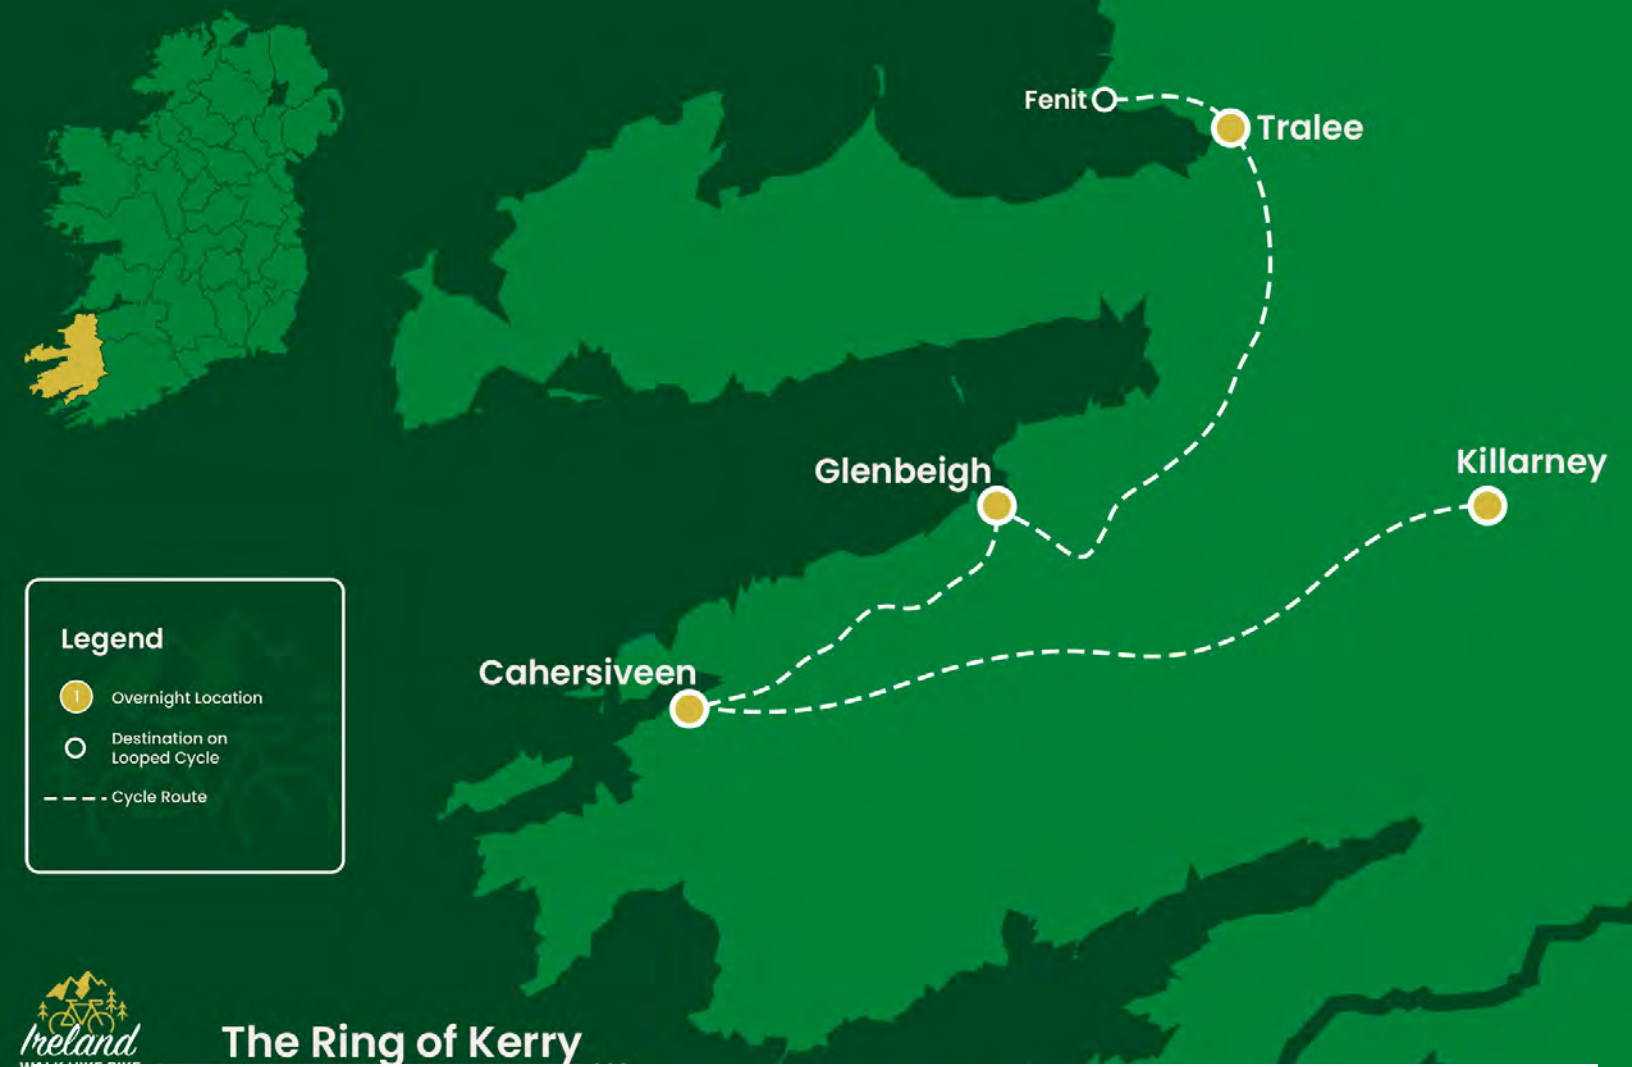 Fenit
Tralee
Killarney
Glenbeigh
Cahersiveen
Legend
1 Overnight Location
Destination on
Looped Cycle
Cycle Route
Ireland
The Ring of Kerry